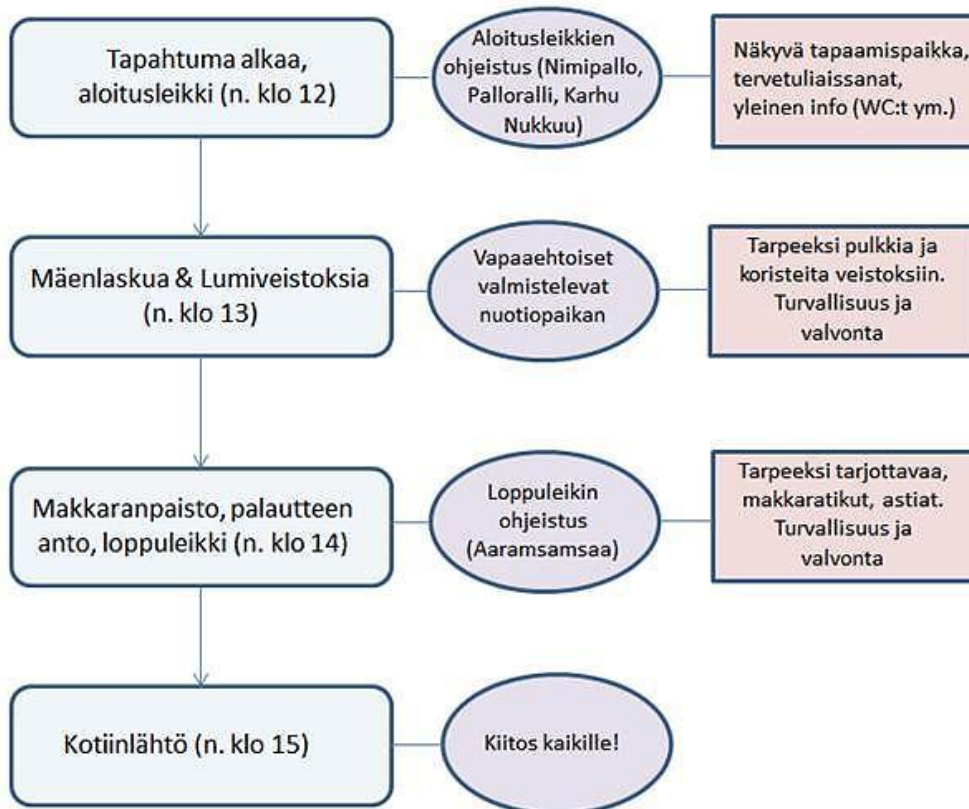 Tapahtuma alkaa,
aloitusleikki (n. klo 12)
Aloitusleikkien
ohjeistus (Nimipallo,
Palloralli, Karhu
Nukkuu)
Näkyvä tapaamispaikka,
tervetuliaissanat,
yleinen info (WC:t ym.)
Mäenlaskua & Lumiveistoksia
(n. klo 13)
Vapaaehtoiset
valmistelevat
nuotiopaikan
Tarpeeksi pulkkia ja
koristeita veistoksiin.
Turvallisuus ja
valvonta
Makkaranpaisto, palautteen
anto, loppuleikki (n. klo 14)
Loppuleikin
ohjeistus
(Aaramsamsaa)
Tarpeeksi tarjottavaa,
makkaratikut, astiat.
Turvallisuus ja
valvonta
Kotiinlähtö (n. klo 15)
Kiitos kaikille!